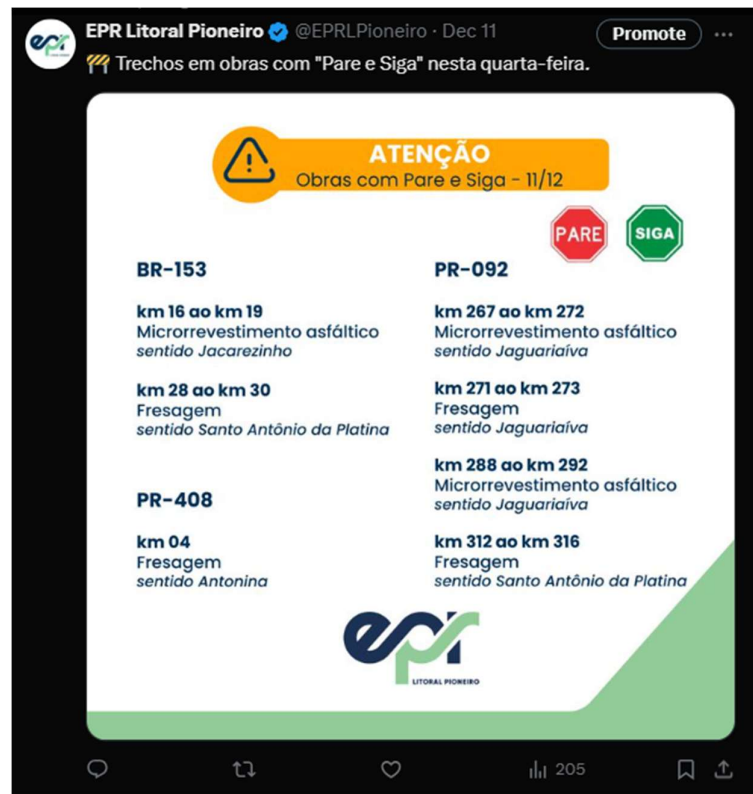 EPR Litoral Pioneiro @EPRLPioneiro · Dec 11
Promote
Trechos em obras com "Pare e Siga" nesta quarta-feira.
ATENÇÃO
Obras com Pare e Siga - 11/12
PARE
SIGA
BR-153
km 16 ao km 19
Microrrevestimento asfáltico
sentido Jacarezinho
km 28 ao km 30
Fresagem
sentido Santo Antônio da Platina
PR-408
km 04
Fresagem
sentido Antonina
PR-092
km 267 ao km 272
Microrrevestimento asfáltico
sentido Jaguariaíva
km 271 ao km 273
Fresagem
sentido Jaguariaíva
km 288 ao km 292
Microrrevestimento asfáltico
sentido Jaguariaíva
km 312 ao km 316
Fresagem
sentido Santo Antônio da Platina
epr
LITORAL PIONEIRO
205